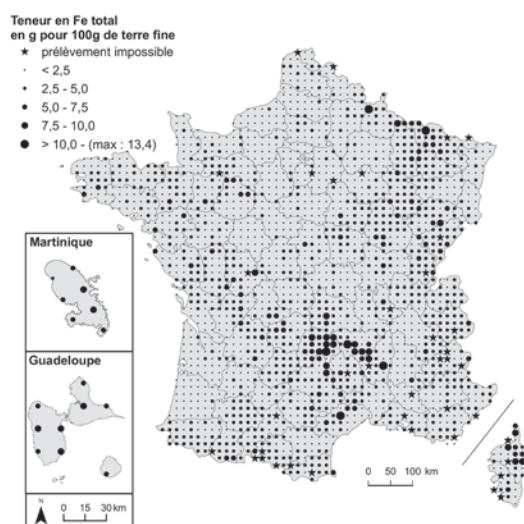 Teneur en Fe total
en g pour 100g de terre fine
prélèvement impossible
< 2,5
2,5 - 5,0
5,0 - 7,5
7,5 - 10,0
> 10,0 - (max : 13,4)
Martinique
Guadeloupe
N
0 15 30 km
0 50 100 km